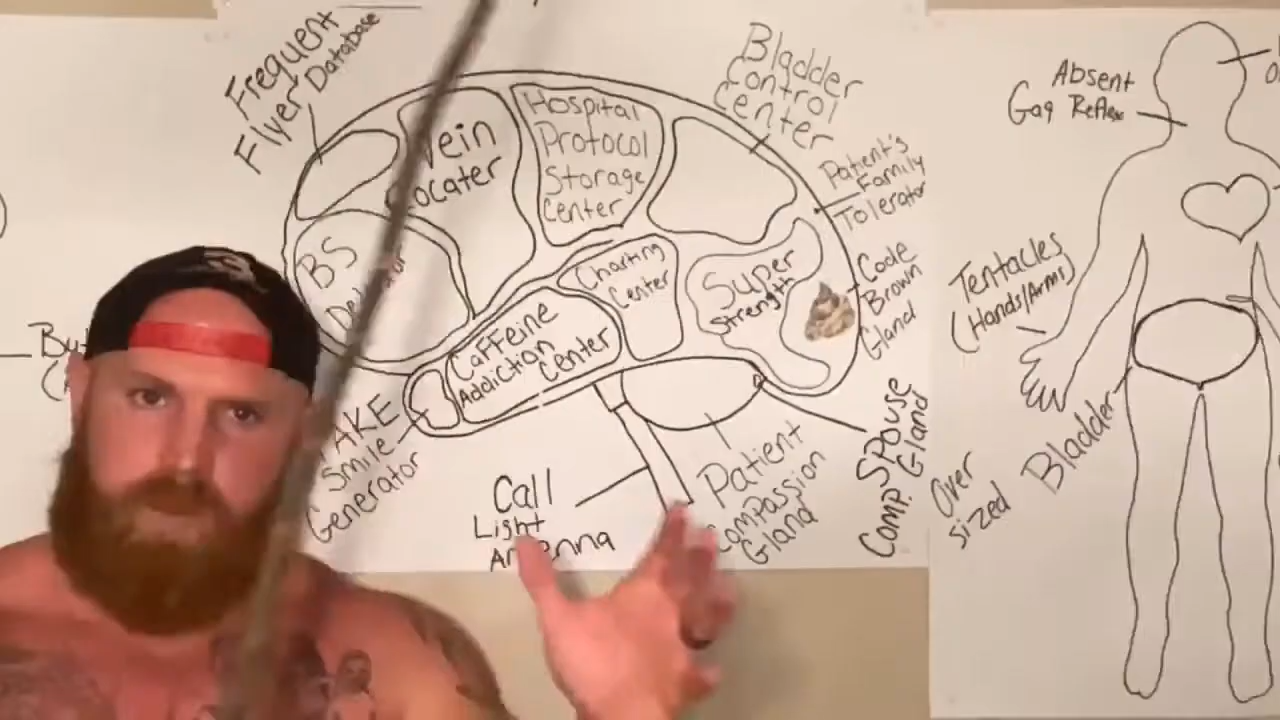 Frequent
Flyer Database
Vein
Locater
Hospital
Protocol
Storage
Center
Bladder
Control
Center
Patient's
Family
Tolerator
Code
Brown
Gland
BS
Charting
Center
Super
Strength
Caffeine
Addiction
Center
Smile
Generator
Call
Light
Patient
Compassion
Gland
Spouse
Comp. Gland
Absent
Gag Reflex
Tentacles
(Hands/Arms)
Over
sized
Bladder